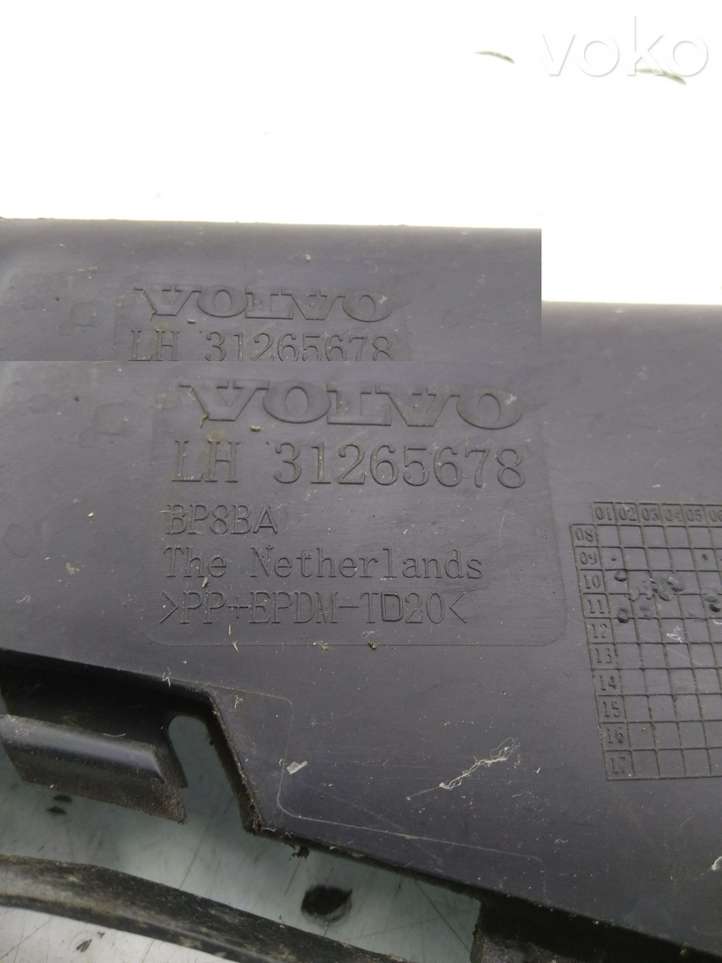 voko
VOLVO
LH 31265678
VOLVO
LH 31265678
BP8BA
The Netherlands
>PP+EPDM-TD20<
01 02 03 04 05
08
09
10
11
12
13
14
15
16
17